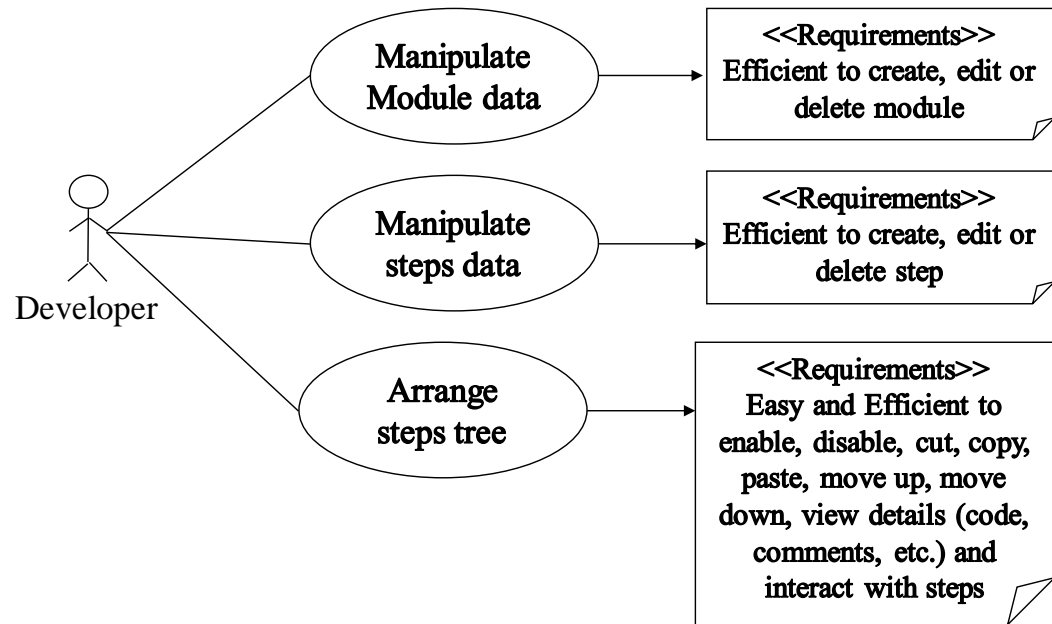 Manipulate
Module data
<<Requirements>>
Efficient to create, edit or
delete module
Manipulate
steps data
<<Requirements>>
Efficient to create, edit or
delete step
Developer
Arrange
steps tree
<<Requirements>>
Easy and Efficient to
enable, disable, cut, copy,
paste, move up, move
down, view details (code,
comments, etc.) and
interact with steps